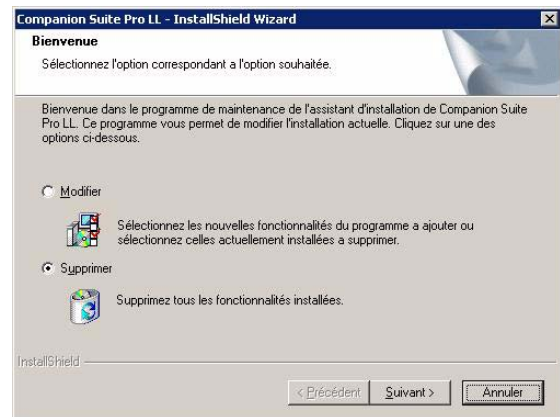 Companion Suite Pro LL - InstallShield Wizard
Bienvenue
Sélectionnez l'option correspondant a l'option souhaitée.
Bienvenue dans le programme de maintenance de l'assistant d'installation de Companion Suite
Pro LL. Ce programme vous permet de modifier l'installation actuelle. Cliquez sur une des
options ci-dessous.
Modifier
Sélectionnez les nouvelles fonctionnalités du programme a ajouter ou
sélectionnez celles actuellement installées a supprimer.
Supprimer
Supprimez tous les fonctionnalités installées.
InstallShield
< Précédent Suivant > Annuler